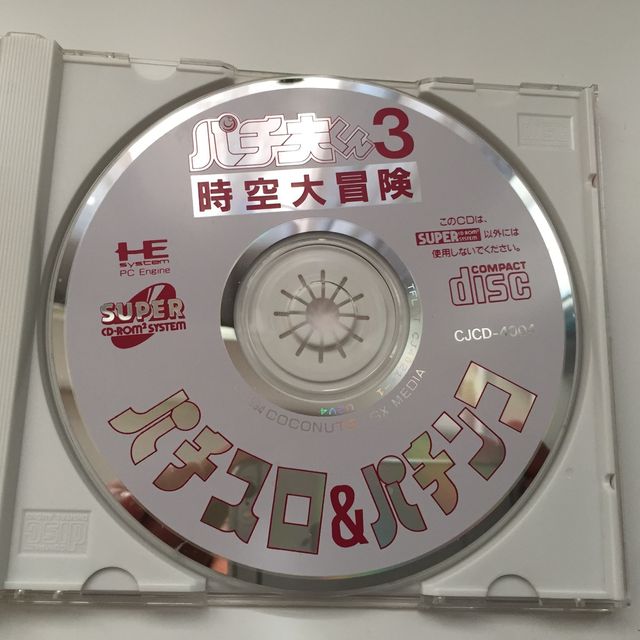 パチ夫くん3
時空大冒険
このCDは、
SUPER CD-ROM² SYSTEM 以外には
使用しないでください。
HE
system
PC Engine
SUPER
CD-ROM² SYSTEM
COMPACT
disc
CJCD-4004
COCONUTS SX MEDIA
パチスロ&パチンコ